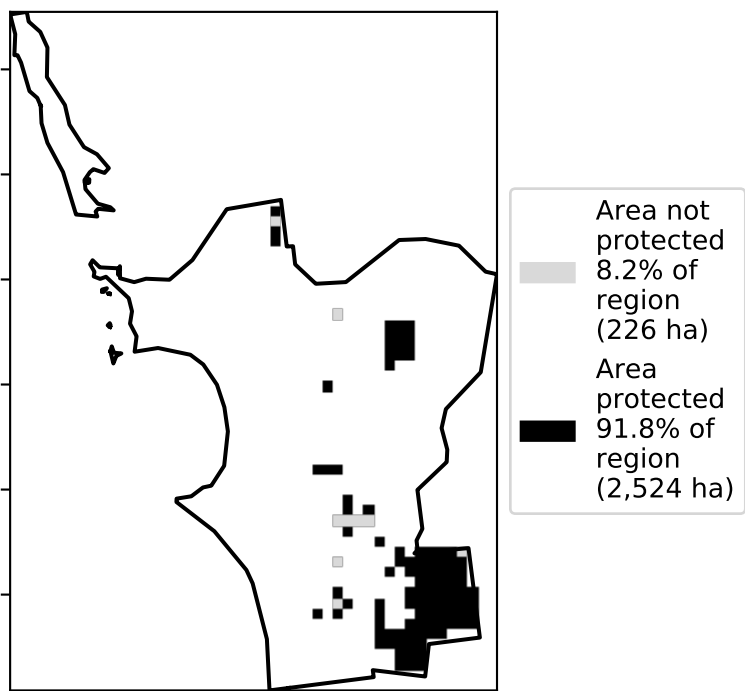 Area not
protected
8.2% of
region
(226 ha)
Area
protected
91.8% of
region
(2,524 ha)